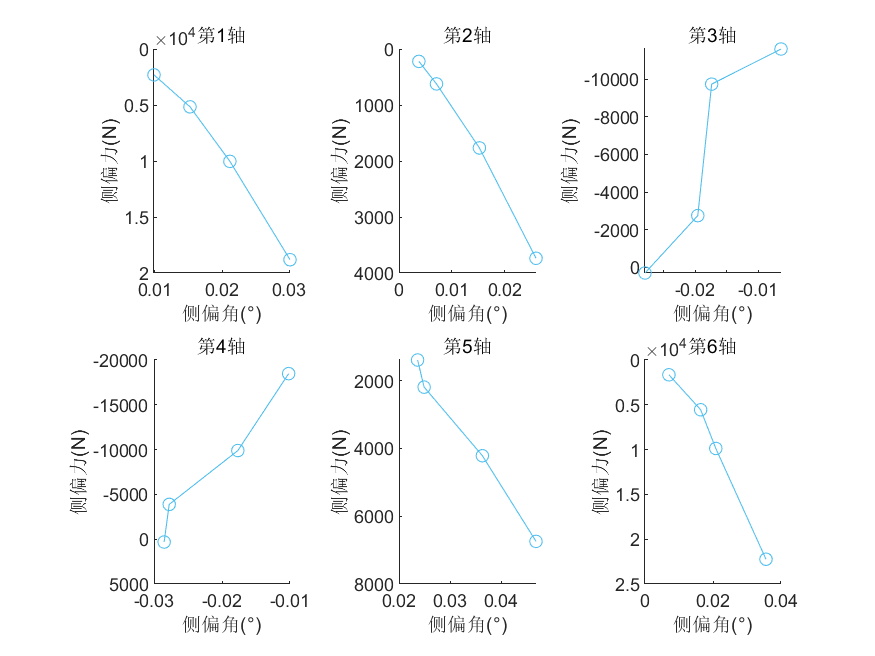 ×10⁴ 第1轴
0
0.5
1
1.5
2
侧偏力(N)
0.01 0.02 0.03
侧偏角(°)
第2轴
0
1000
2000
3000
4000
侧偏力(N)
0 0.01 0.02
侧偏角(°)
第3轴
-10000
-8000
-6000
-4000
-2000
0
侧偏力(N)
-0.02 -0.01
侧偏角(°)
第4轴
-20000
-15000
-10000
-5000
0
5000
侧偏力(N)
-0.03 -0.02 -0.01
侧偏角(°)
第5轴
2000
4000
6000
8000
侧偏力(N)
0.02 0.03 0.04
侧偏角(°)
×10⁴ 第6轴
0
0.5
1
1.5
2
2.5
侧偏力(N)
0 0.02 0.04
侧偏角(°)